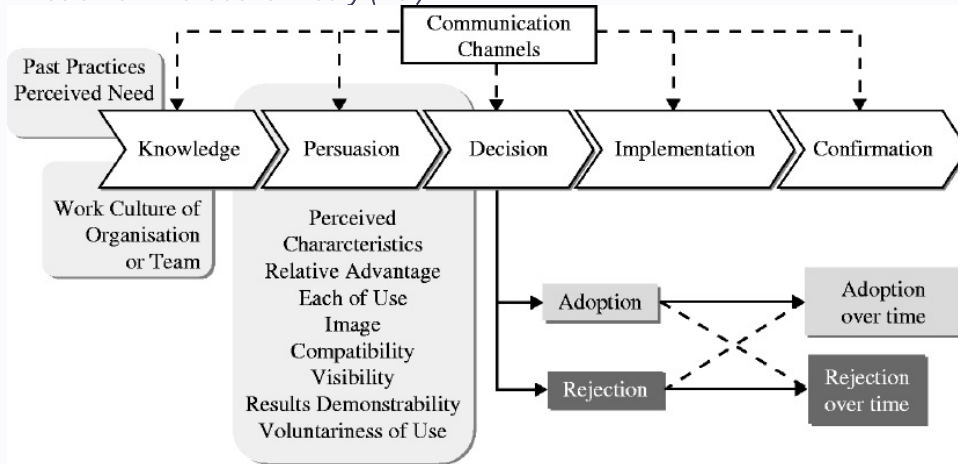 Communication
Channels
Past Practices
Perceived Need
Knowledge
Persuasion
Decision
Implementation
Confirmation
Work Culture of
Organisation
or Team
Perceived
Chararcteristics
Relative Advantage
Each of Use
Image
Compatibility
Visibility
Results Demonstrability
Voluntariness of Use
Adoption
Adoption
over time
Rejection
Rejection
over time